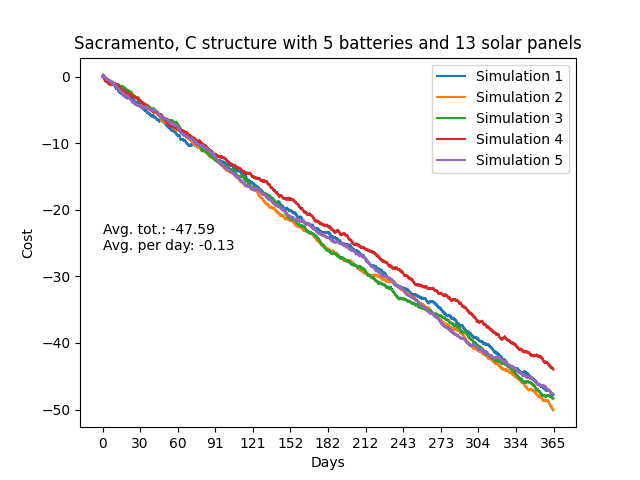 Sacramento, C structure with 5 batteries and 13 solar panels
Simulation 1
Simulation 2
Simulation 3
Simulation 4
Simulation 5
0
−10
−20
−30
−40
−50
Cost
Avg. tot.: -47.59
Avg. per day: -0.13
0 30 60 91 121 152 182 212 243 273 304 334 365
Days